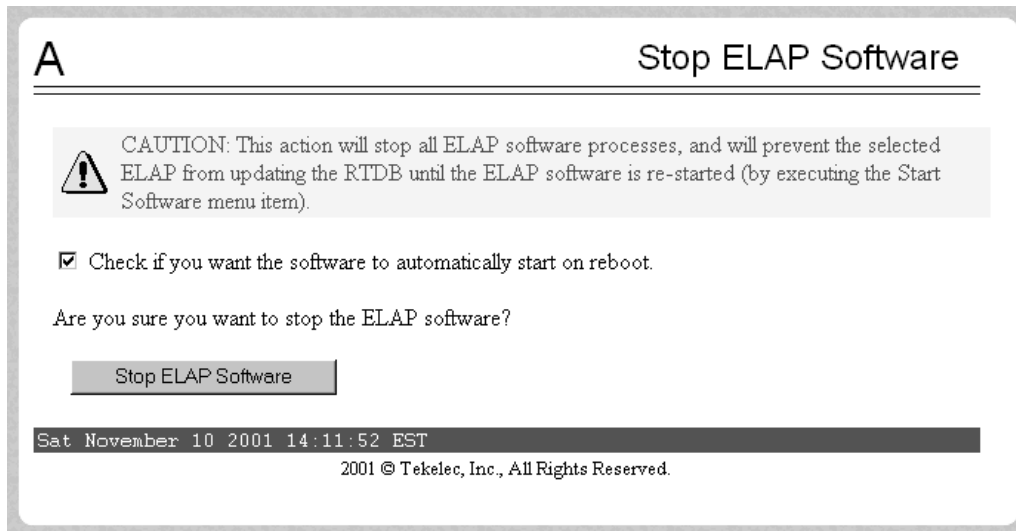 A
Stop ELAP Software
CAUTION: This action will stop all ELAP software processes, and will prevent the selected
ELAP from updating the RTDB until the ELAP software is re-started (by executing the Start
Software menu item).
Check if you want the software to automatically start on reboot.
Are you sure you want to stop the ELAP software?
Stop ELAP Software
Sat November 10 2001 14:11:52 EST
2001 © Tekelec, Inc., All Rights Reserved.